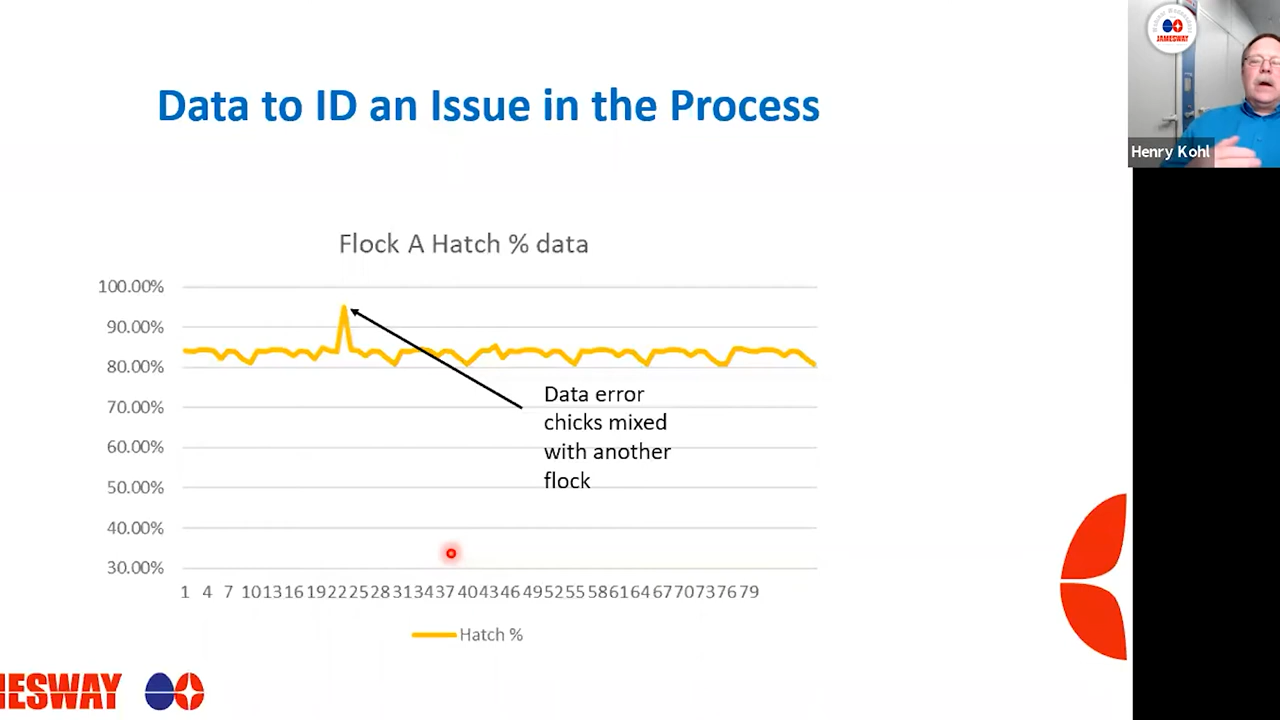 Data to ID an Issue in the Process
JAMESWAY
Henry Kohl
Flock A Hatch % data
100.00%
90.00%
80.00%
70.00%
60.00%
50.00%
40.00%
30.00%
Data error
chicks mixed
with another
flock
1 4 7 10 13 16 19 22 25 28 31 34 37 40 43 46 49 52 55 58 61 64 67 70 73 76 79
Hatch %
ESWAY